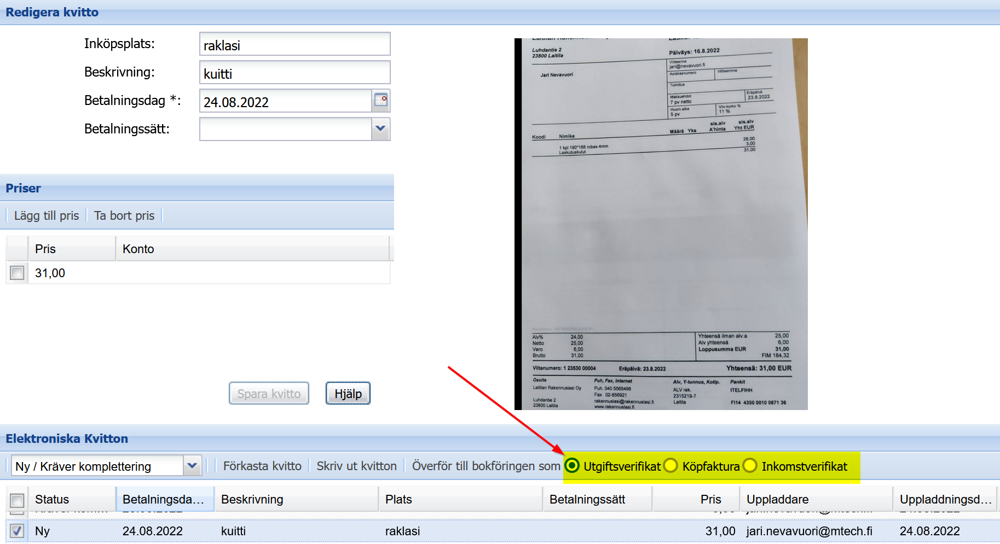 Redigera kvitto
Inköpsplats:
raklasi
Beskrivning:
kuitti
Betalningsdag *:
24.08.2022
Betalningssätt:
Priser
Lägg till pris
Ta bort pris
Pris
Konto
31,00
Spara kvitto
Hjälp
Luhdantie 2
23800 Laitila
Päiväys: 16.8.2022
Viitteenne
jari@nevavuori.fi
Jari Nevavuori
Asiakasnumero
Viitteemme
Toimitus
Maksuehdot
7 pv netto
Eräpäivä
23.8.2022
Huom.aika
5 pv
Viiv.korko %
11 %
Koodi Nimike Määrä Yks sis.alv A'hinta sis.alv Yht EUR
1 kpl 190*168 robax 4mm 28,00
Laskutuskulut 3,00
31,00
Alv% 24,00
Netto 25,00
Vero 6,00
Brutto 31,00
Yhteensä ilman alv:a 25,00
Alv yhteensä 6,00
Loppusumma EUR 31,00
FIM 184,32
Viitenumero: 1 23530 00004 Eräpäivä: 23.8.2022 Yhteensä: 31,00 EUR
Osoite
Laitilan Rakennuslasi Oy
Luhdantie 2
23800 Laitila
Puh, Fax, Internet
Puh. 040 5565496
Fax 02-856921
rakennuslasi@rakennuslasi.fi
www.rakennuslasi.fi
Alv, Y-tunnus, Kotip.
ALV rek.
2315219-7
Laitila
Pankit
ITELFIHH
FI14 4350 0010 0871 36
Elektroniska Kvitton
Ny / Kräver komplettering
Förkasta kvitto
Skriv ut kvitton
Överför till bokföringen som
Utgiftsverifikat
Köpfaktura
Inkomstverifikat
Status Betalningsda... Beskrivning Plats Betalningssätt Pris Uppladdare Uppladdningsd...
Ny 24.08.2022 kuitti raklasi 31,00 jari.nevavuori@mtech.fi 24.08.2022